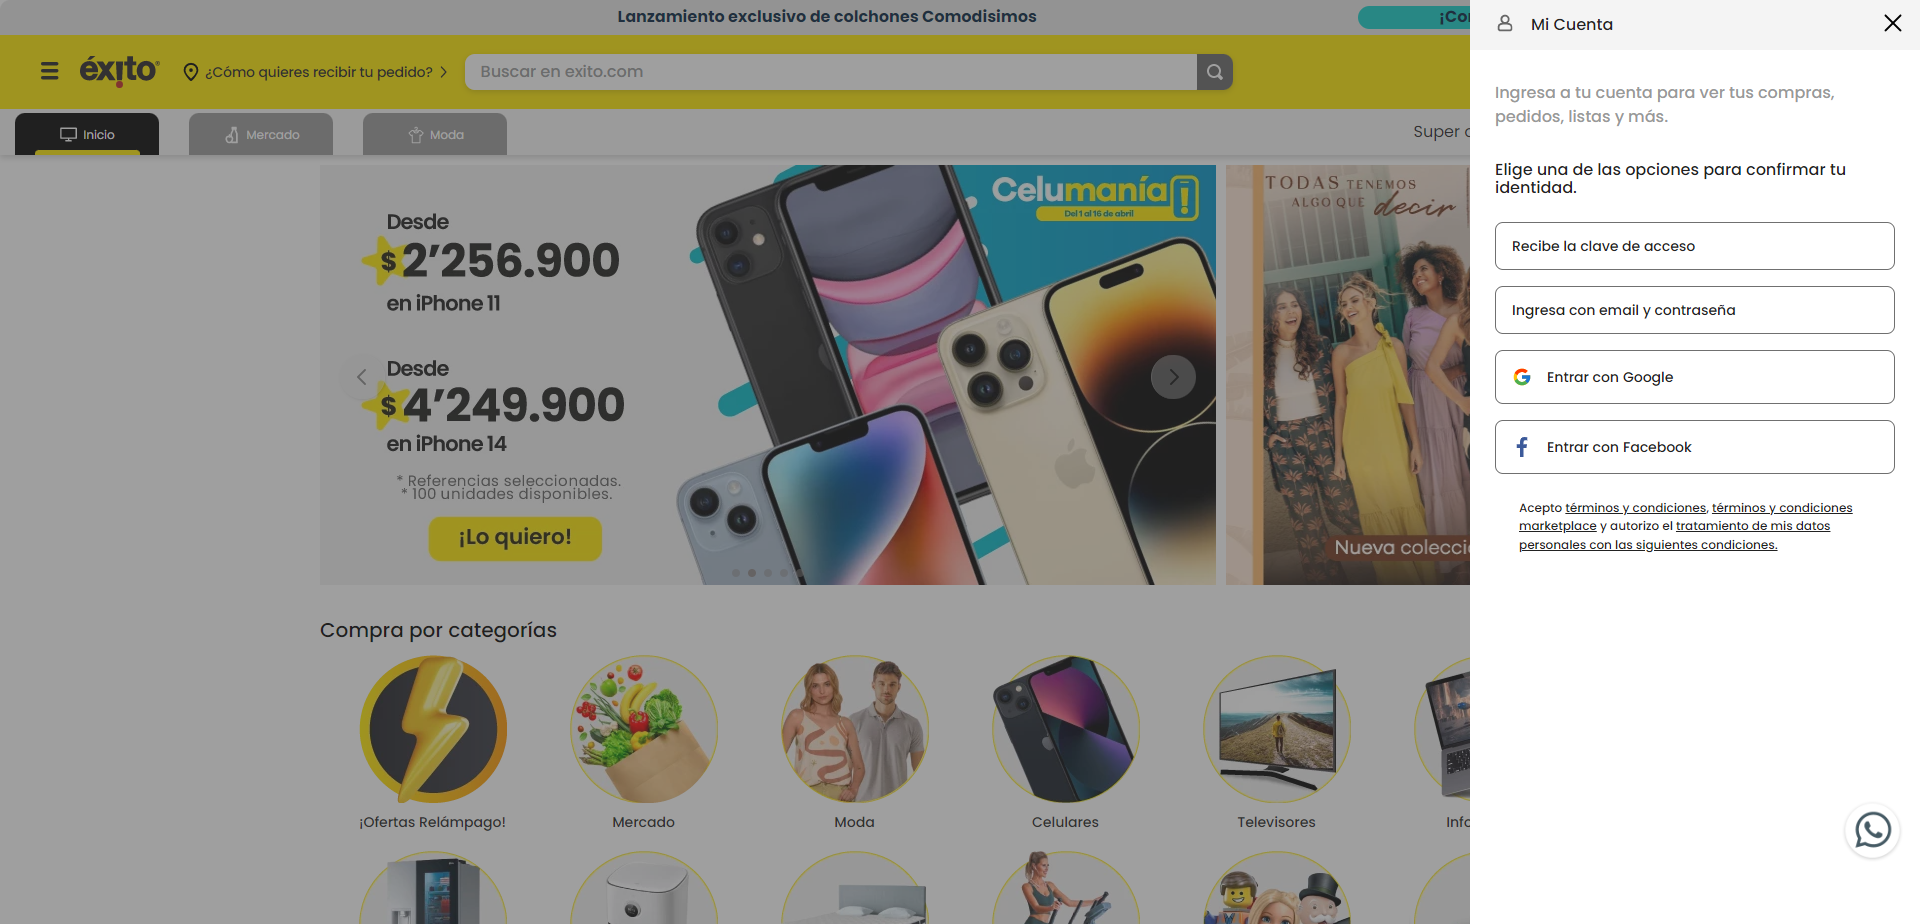 Lanzamiento exclusivo de colchones Comodisimos
éxito
¿Cómo quieres recibir tu pedido?
Buscar en exito.com
Inicio
Mercado
Moda
Super
Desde
$2’256.900
en iPhone 11
Desde
$4’249.900
en iPhone 14
* Referencias seleccionadas.
* 100 unidades disponibles.
¡Lo quiero!
Celumanía
Del 1 al 16 de abril
TODAS TENEMOS
ALGO QUE decir
Nueva
Compra por categorías
¡Ofertas Relámpago!
Mercado
Moda
Celulares
Televisores
Mi Cuenta
Ingresa a tu cuenta para ver tus compras,
pedidos, listas y más.
Elige una de las opciones para confirmar tu
identidad.
Recibe la clave de acceso
Ingresa con email y contraseña
Entrar con Google
Entrar con Facebook
Acepto términos y condiciones, términos y condiciones
marketplace y autorizo el tratamiento de mis datos
personales con las siguientes condiciones.